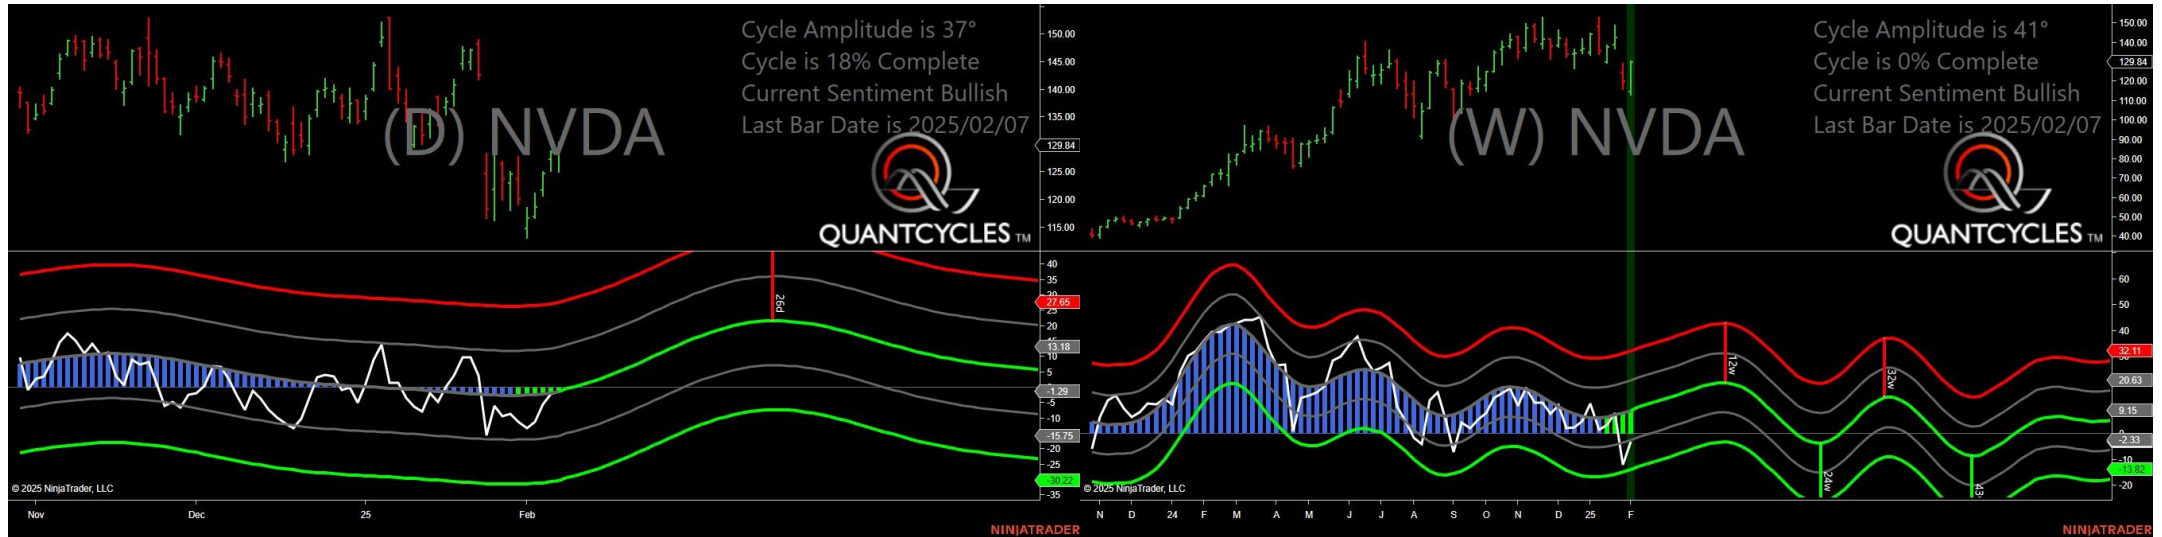 Cycle Amplitude is 37°
Cycle is 18% Complete
Current Sentiment Bullish
Last Bar Date is 2025/02/07
(D) NVDA
QUANTCYCLES TM
150.00
145.00
140.00
135.00
129.84
125.00
120.00
115.00
26d
40
35
27.65
25
20
13.18
10
5
-1.29
-5
-10
-15.75
-20
-25
-30.22
-35
© 2025 NinjaTrader, LLC
Nov Dec 25 Feb
NINJATRADER
Cycle Amplitude is 41°
Cycle is 0% Complete
Current Sentiment Bullish
Last Bar Date is 2025/02/07
(W) NVDA
QUANTCYCLES TM
150.00
140.00
129.84
120.00
110.00
100.00
90.00
80.00
70.00
60.00
50.00
40.00
12w
32w
24w
43
60
50
40
32.11
20.63
9.15
-2.33
-10
-13.82
-20
© 2025 NinjaTrader, LLC
N D 24 F M A M J J A S O N D 25 F
NINJATRADER